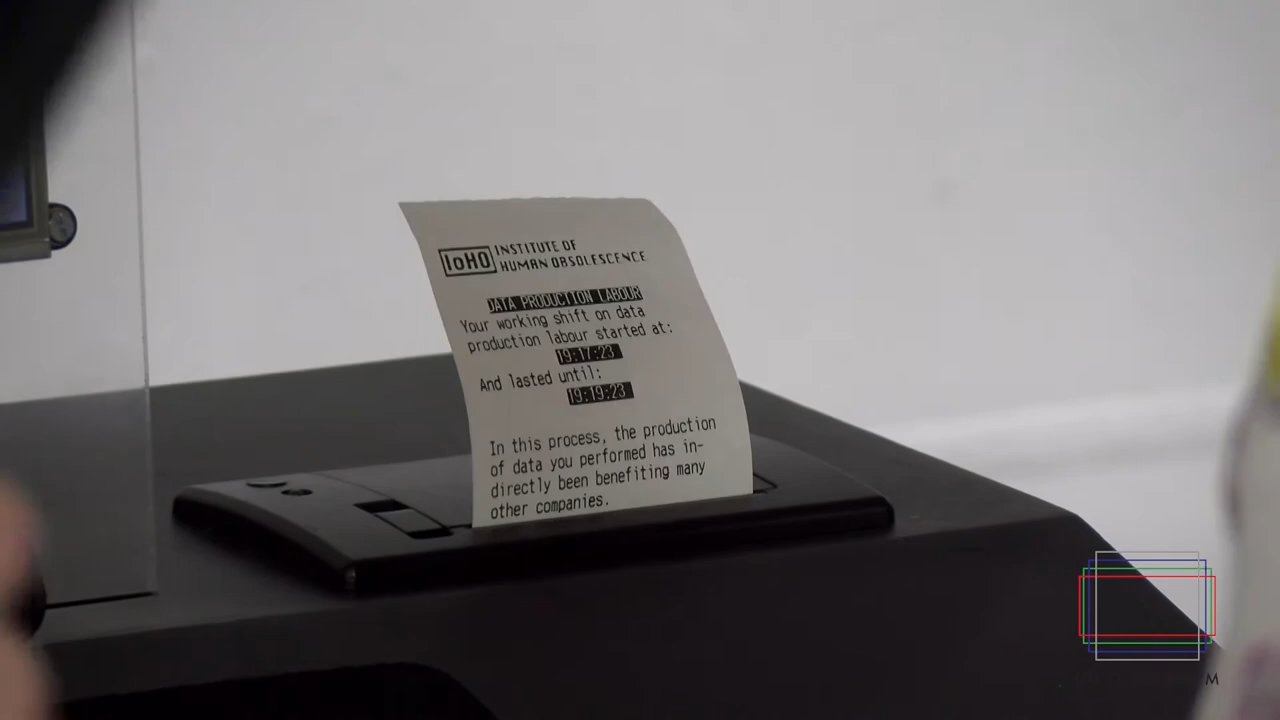 IoHO INSTITUTE OF
HUMAN OBSOLESCENCE
DATA PRODUCTION LABOUR
Your working shift on data
production labour started at:
19:17:23
And lasted until:
19:19:23
In this process, the production
of data you performed has in-
directly been benefiting many
other companies.
M